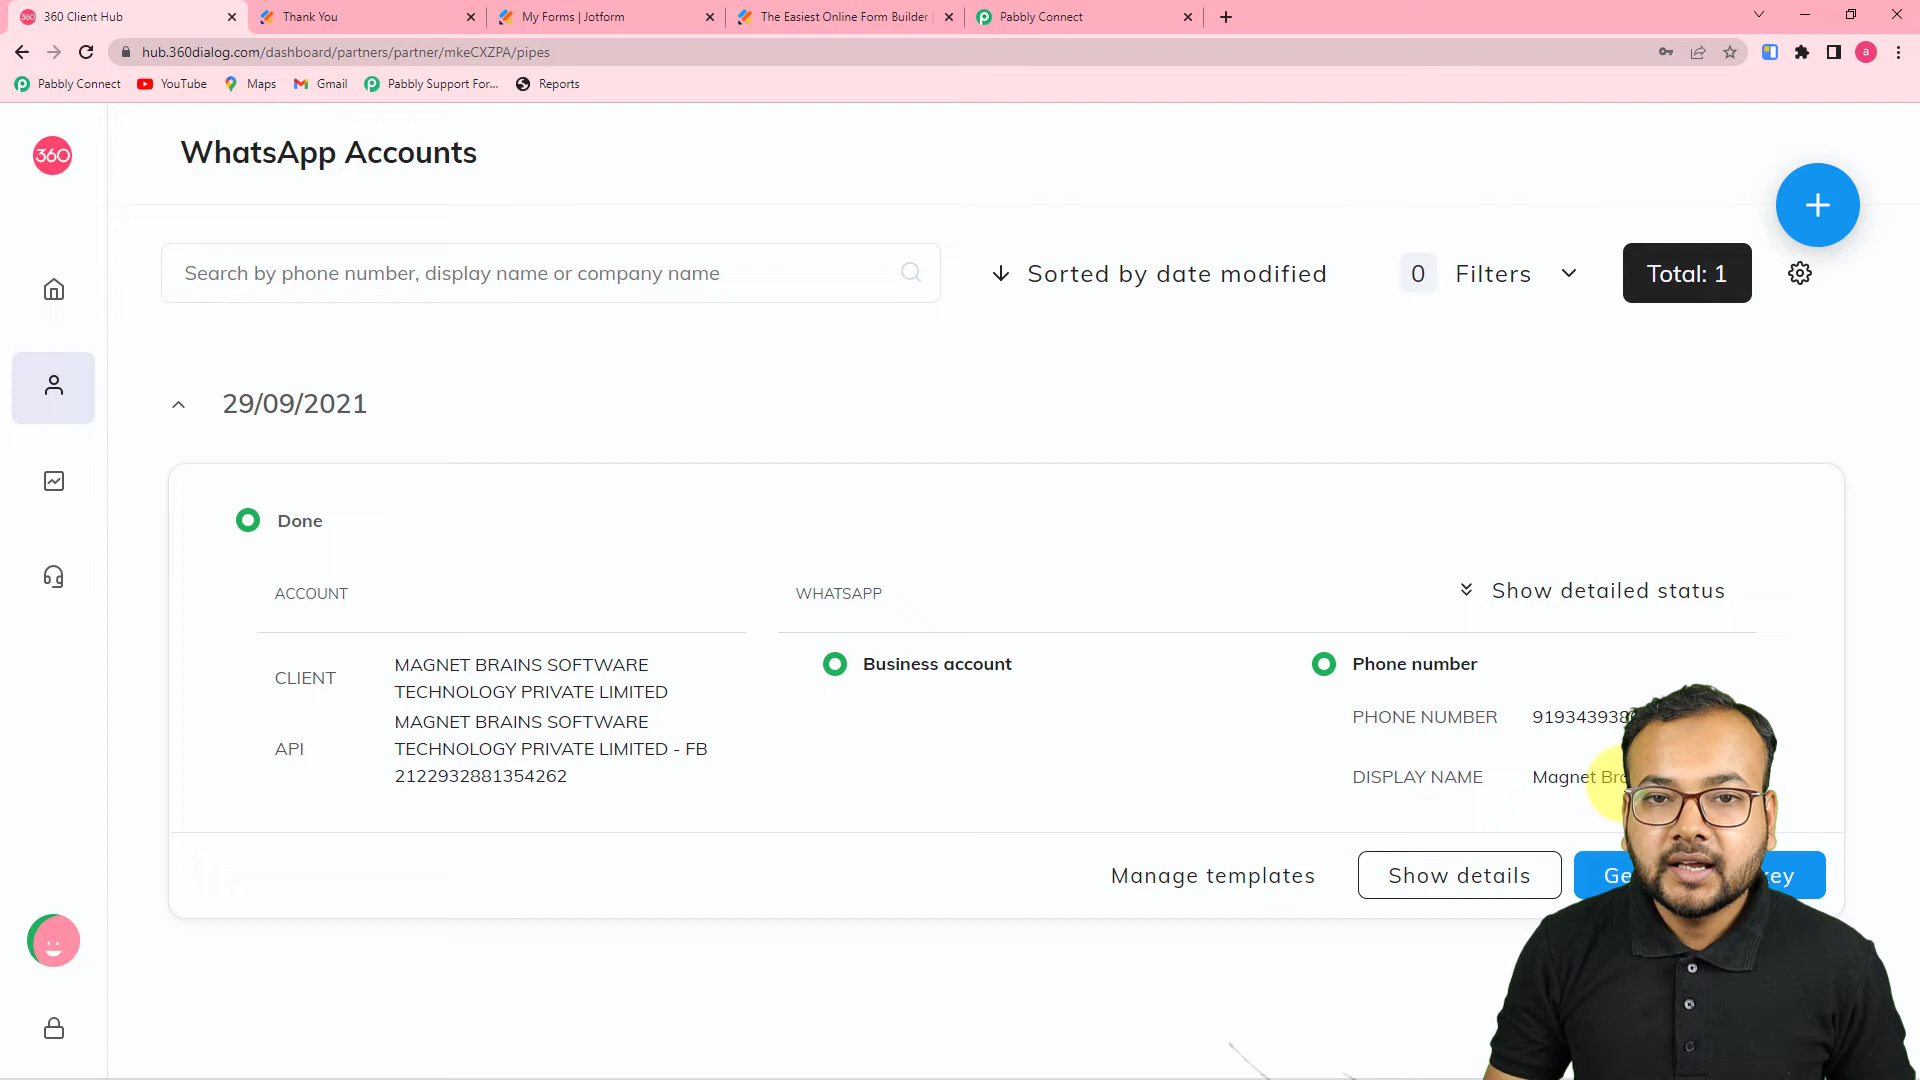 360 Client Hub
Thank You
My Forms | Jotform
The Easiest Online Form Builder
Pabbly Connect
hub.360dialog.com/dashboard/partners/partner/mkeCXZPA/pipes
a
Pabbly Connect
YouTube
Maps
Gmail
Pabbly Support For...
Reports
360
WhatsApp Accounts
Search by phone number, display name or company name
Sorted by date modified
0 Filters
Total: 1
29/09/2021
Done
ACCOUNT
WHATSAPP
Show detailed status
CLIENT
MAGNET BRAINS SOFTWARE
TECHNOLOGY PRIVATE LIMITED
API
MAGNET BRAINS SOFTWARE
TECHNOLOGY PRIVATE LIMITED - FB
2122932881354262
Business account
Phone number
PHONE NUMBER
DISPLAY NAME Magnet
Manage templates
Show details
key